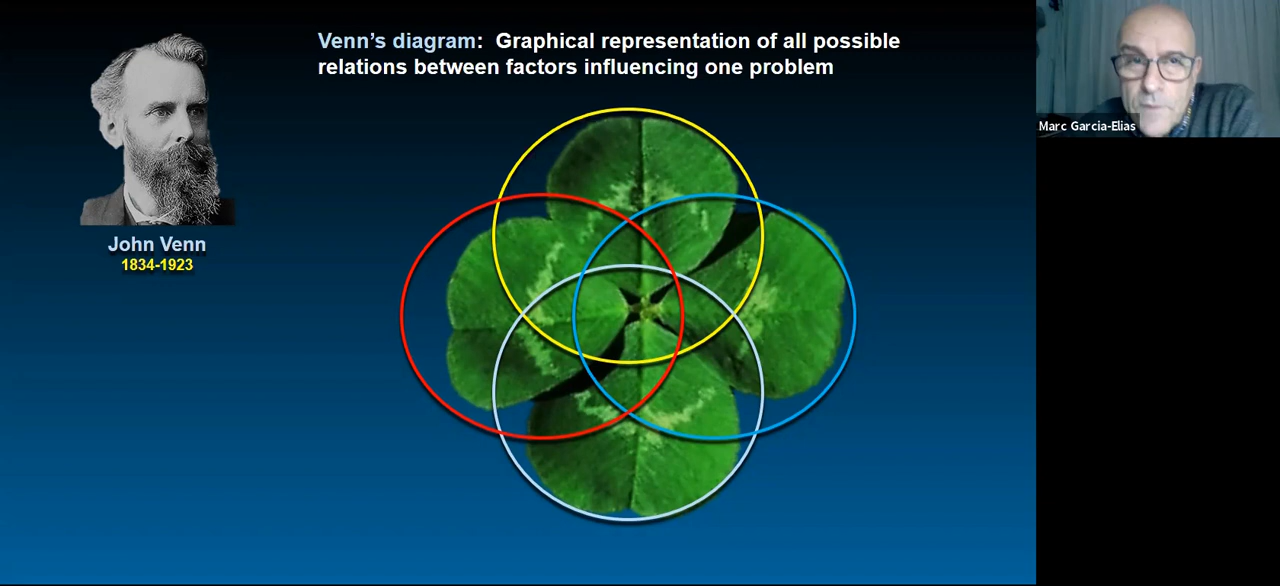 Venn's diagram:  Graphical representation of all possible
relations between factors influencing one problem
John Venn
1834-1923
Marc Garcia-Elias